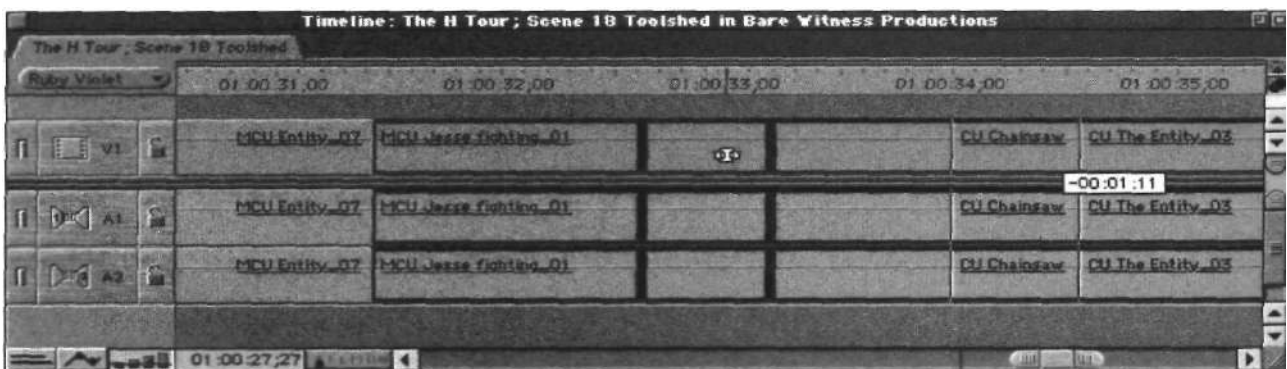 Timeline: The H Tour; Scene 18 Toolshed in Bare Witness Productions
The H Tour; Scene 18 Toolshed
Ruby Violet 01:00:31;00 01:00:32;00 01:00:33;00 01:00:34;00 01:00:35;00
V1 MCU Entity_07 MCU Jesse fighting_01 CU Chainsaw CU The Entity_03
-00:01:11
A1 MCU Entity_07 MCU Jesse fighting_01 CU Chainsaw CU The Entity_03
A2 MCU Entity_07 MCU Jesse fighting_01 CU Chainsaw CU The Entity_03
01:00:27;27